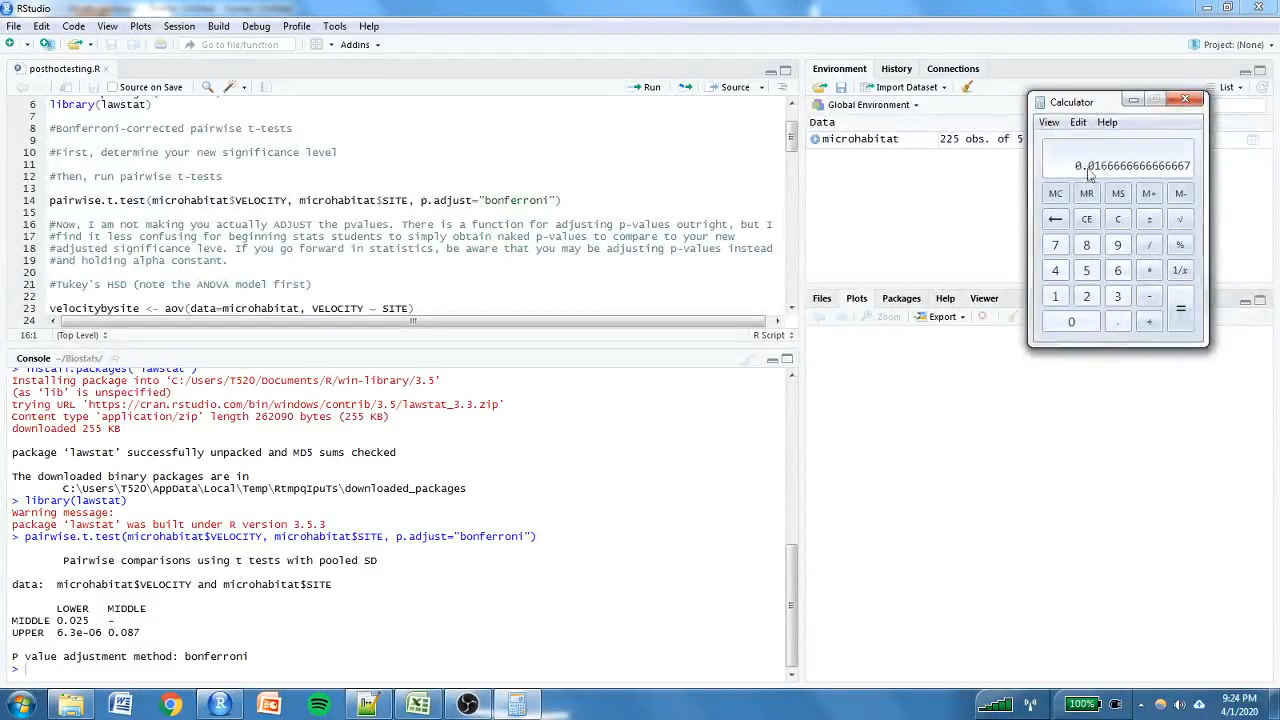 RStudio
File Edit Code View Plots Session Build Debug Profile Tools Help
Go to file/function Addins Project: (None)
posthoctesting.R
Source on Save Run Source
6 library(lawstat)
7
8 #Bonferroni-corrected pairwise t-tests
9
10 #First, determine your new significance level
11
12 #Then, run pairwise t-tests
13
14 pairwise.t.test(microhabitat$VELOCITY, microhabitat$SITE, p.adjust="bonferroni")
15
16 #Now, I am not making you actually ADJUST the pvalues. There is a function for adjusting p-values outright, but I
17 #find it less confusing for beginning stats students to simply obtain naked p-values to compare to your new
18 #adjusted significance leve. If you go forward in statistics, be aware that you may be adjusting p-values instead
19 #and holding alpha constant.
20
21 #Tukey's HSD (note the ANOVA model first)
22
23 velocitybysite <- aov(data=microhabitat, VELOCITY ~ SITE)
24
16:1 (Top Level) R Script
Console ~/Biostats/
> install.packages("lawstat")
Installing package into ‘C:/Users/T520/Documents/R/win-library/3.5’
(as ‘lib’ is unspecified)
trying URL 'https://cran.rstudio.com/bin/windows/contrib/3.5/lawstat_3.3.zip'
Content type 'application/zip' length 262090 bytes (255 KB)
downloaded 255 KB
package ‘lawstat’ successfully unpacked and MD5 sums checked
The downloaded binary packages are in
C:\Users\T520\AppData\Local\Temp\RtmpqIpuTs\downloaded_packages
> library(lawstat)
Warning message:
package ‘lawstat’ was built under R version 3.5.3
> pairwise.t.test(microhabitat$VELOCITY, microhabitat$SITE, p.adjust="bonferroni")
Pairwise comparisons using t tests with pooled SD
data: microhabitat$VELOCITY and microhabitat$SITE
LOWER MIDDLE
MIDDLE 0.025 -
UPPER 6.3e-06 0.087
P value adjustment method: bonferroni
>
Environment History Connections
Import Dataset List
Global Environment
Data
microhabitat 225 obs. of 5
Files Plots Packages Help Viewer
Zoom Export
Calculator
View Edit Help
0.0166666666666667
MC MR MS M+ M-
← CE C ± √
7 8 9 / %
4 5 6 * 1/x
1 2 3 - =
0 . +
100%
9:24 PM
4/1/2020